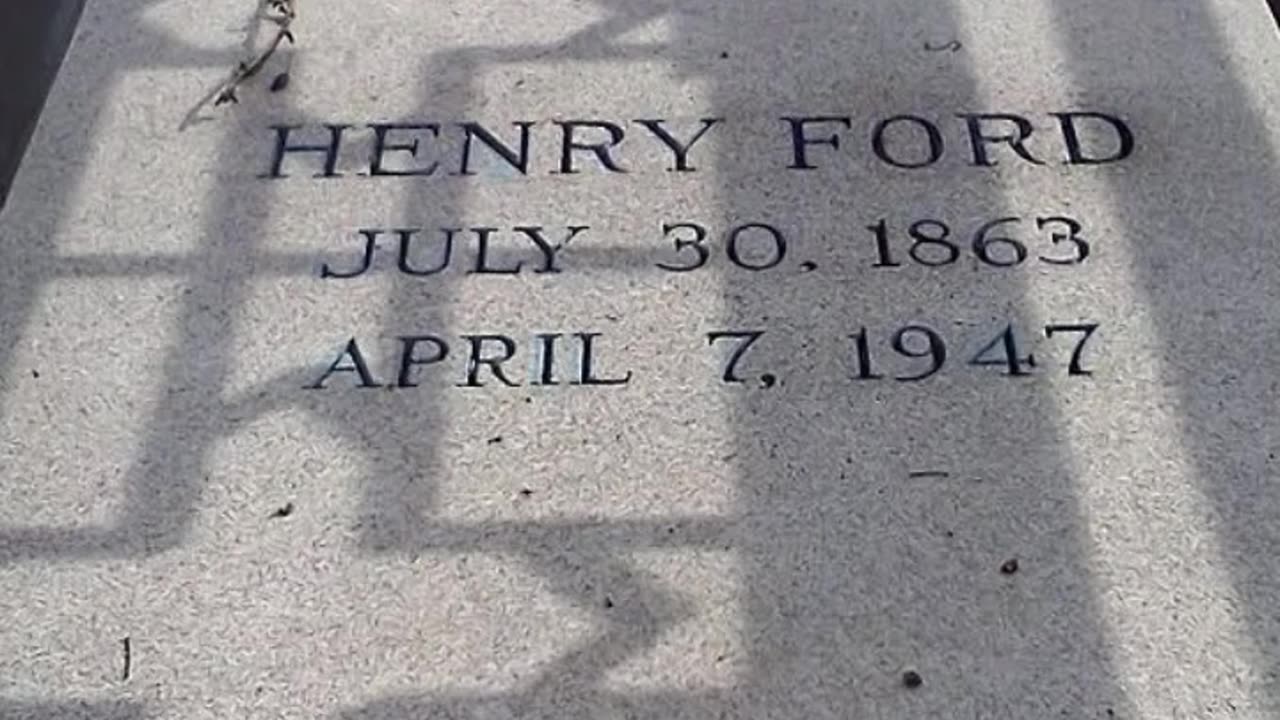 HENRY FORD
JULY 30, 1863
APRIL 7, 1947